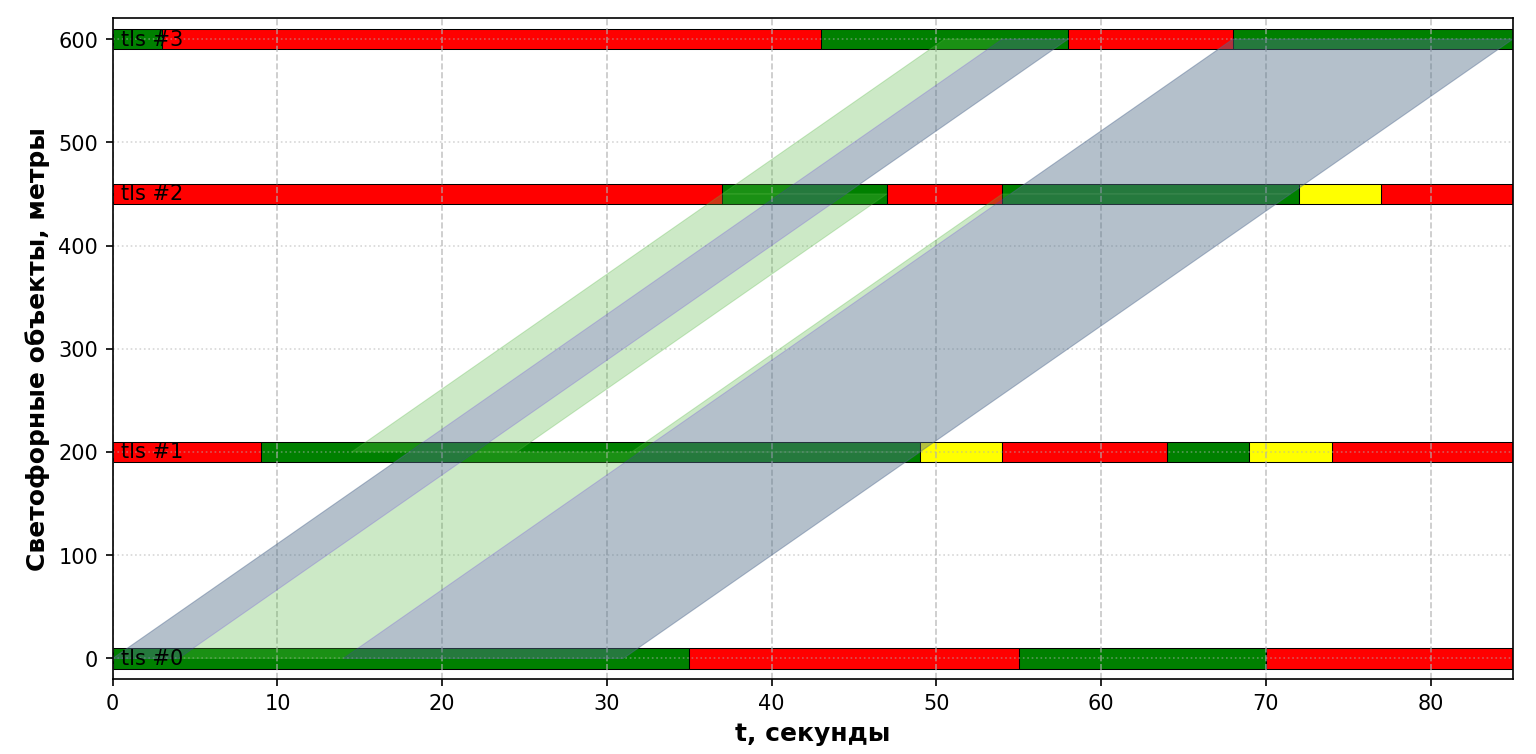 600
tls #3
500
tls #2
400
300
200
tls #1
100
0
tls #0
0 10 20 30 40 50 60 70 80
t, секунды
Светофорные объекты, метры